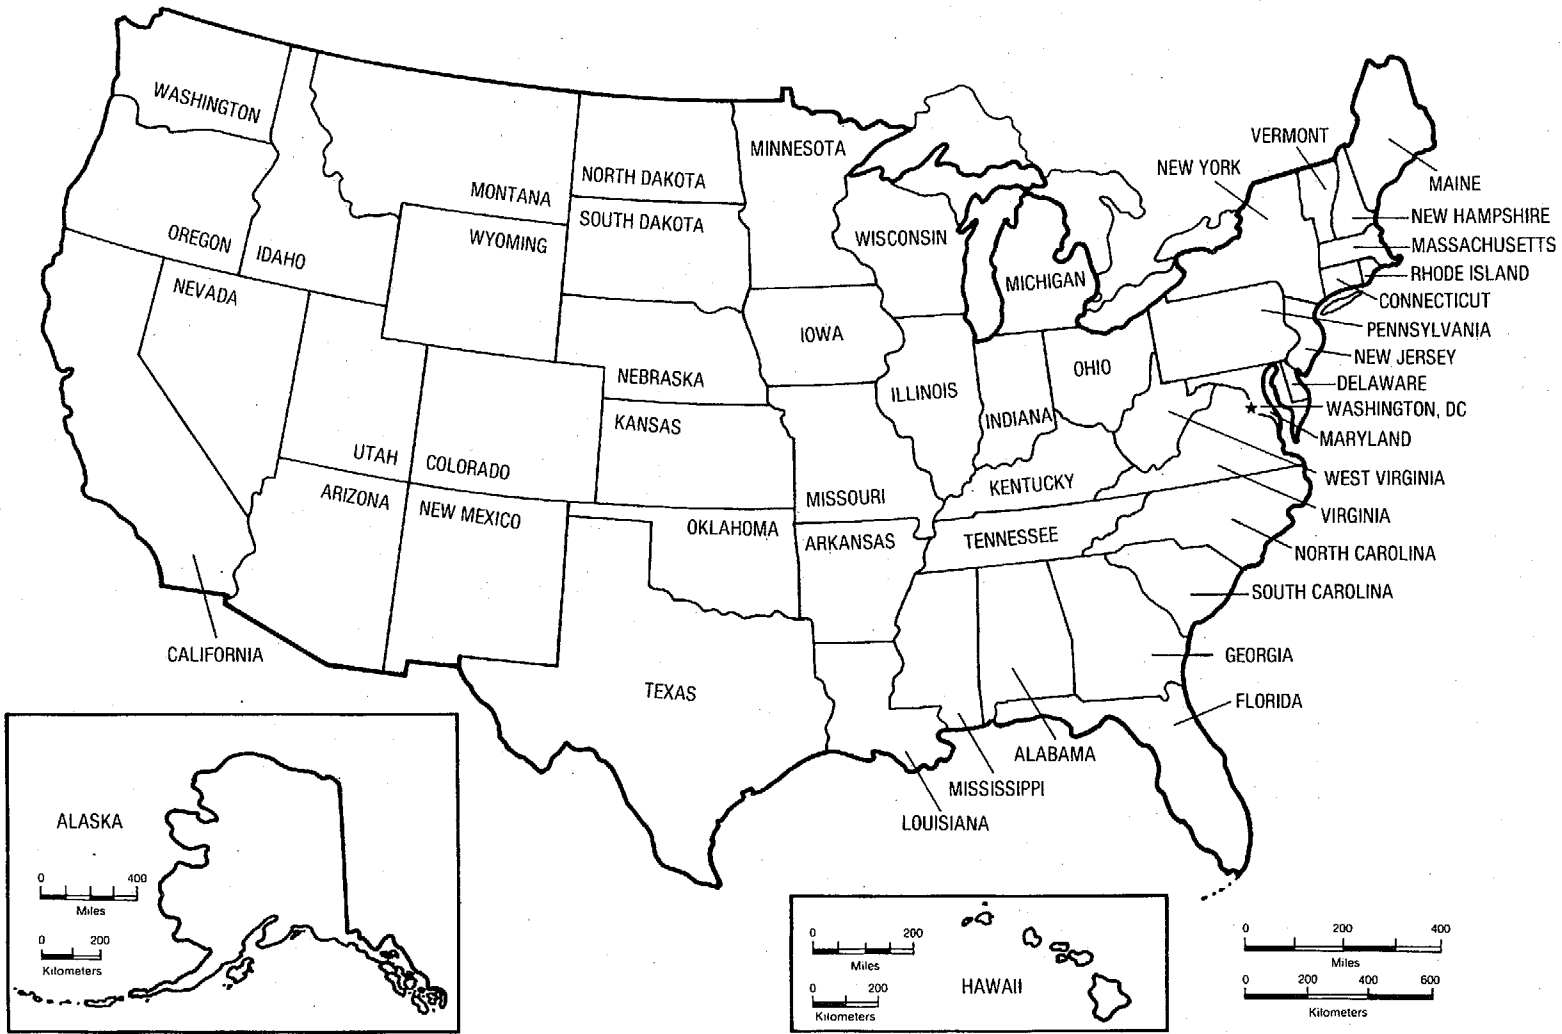 WASHINGTON
VERMONT
MINNESOTA
NEW YORK
NORTH DAKOTA
MONTANA
MAINE
SOUTH DAKOTA
NEW HAMPSHIRE
OREGON
IDAHO
WYOMING
WISCONSIN
MASSACHUSETTS
NEVADA
MICHIGAN
RHODE ISLAND
CONNECTICUT
IOWA
PENNSYLVANIA
NEW JERSEY
NEBRASKA
ILLINOIS
OHIO
DELAWARE
KANSAS
INDIANA
WASHINGTON, DC
MARYLAND
UTAH
COLORADO
WEST VIRGINIA
ARIZONA
NEW MEXICO
MISSOURI
KENTUCKY
VIRGINIA
OKLAHOMA
ARKANSAS
TENNESSEE
NORTH CAROLINA
SOUTH CAROLINA
CALIFORNIA
GEORGIA
TEXAS
FLORIDA
ALABAMA
MISSISSIPPI
LOUISIANA
ALASKA
0 400
Miles
0 200
Kilometers
0 200
Miles
0 200
Kilometers
HAWAII
0 200 400
Miles
0 200 400 600
Kilometers